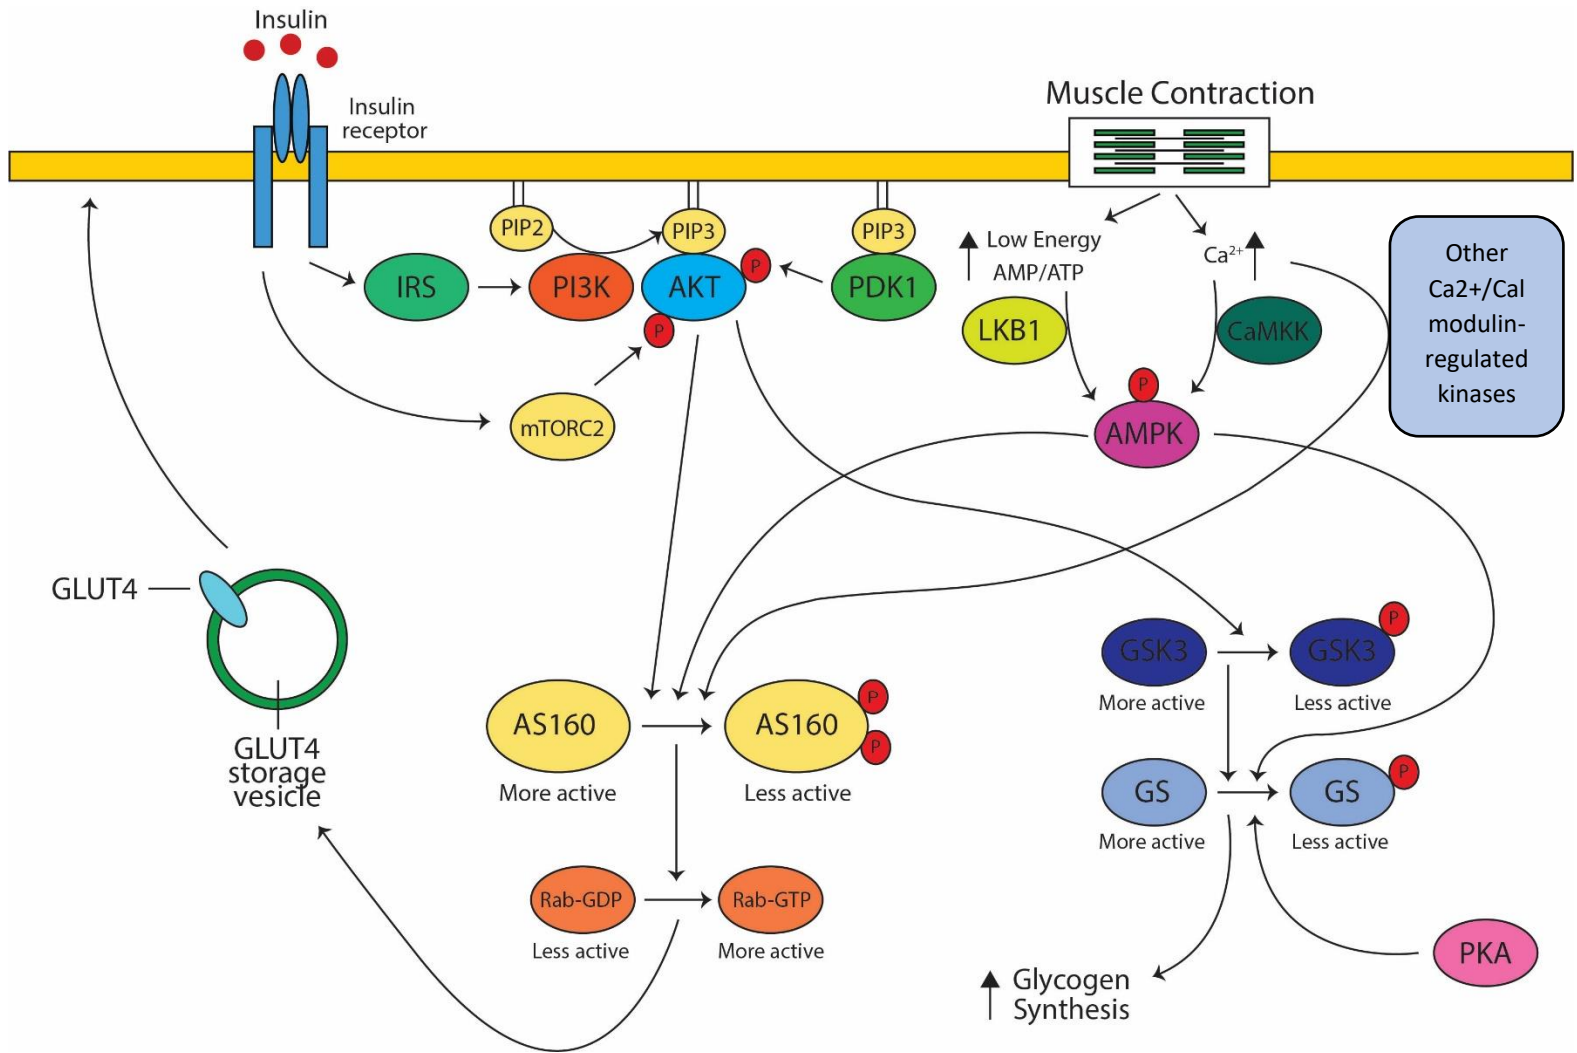 Insulin
Insulin
receptor
Muscle Contraction
PIP2
PIP3
PIP3
IRS
PI3K
AKT
P
P
PDK1
mTORC2
Low Energy
AMP/ATP
Ca2+
LKB1
CaMKK
P
AMPK
Other
Ca2+/Cal
modulin-
regulated
kinases
GLUT4
GLUT4
storage
vesicle
AS160
More active
AS160
P
P
Less active
Rab-GDP
Less active
Rab-GTP
More active
GSK3
More active
GSK3
P
Less active
GS
More active
GS
P
Less active
PKA
Glycogen
Synthesis